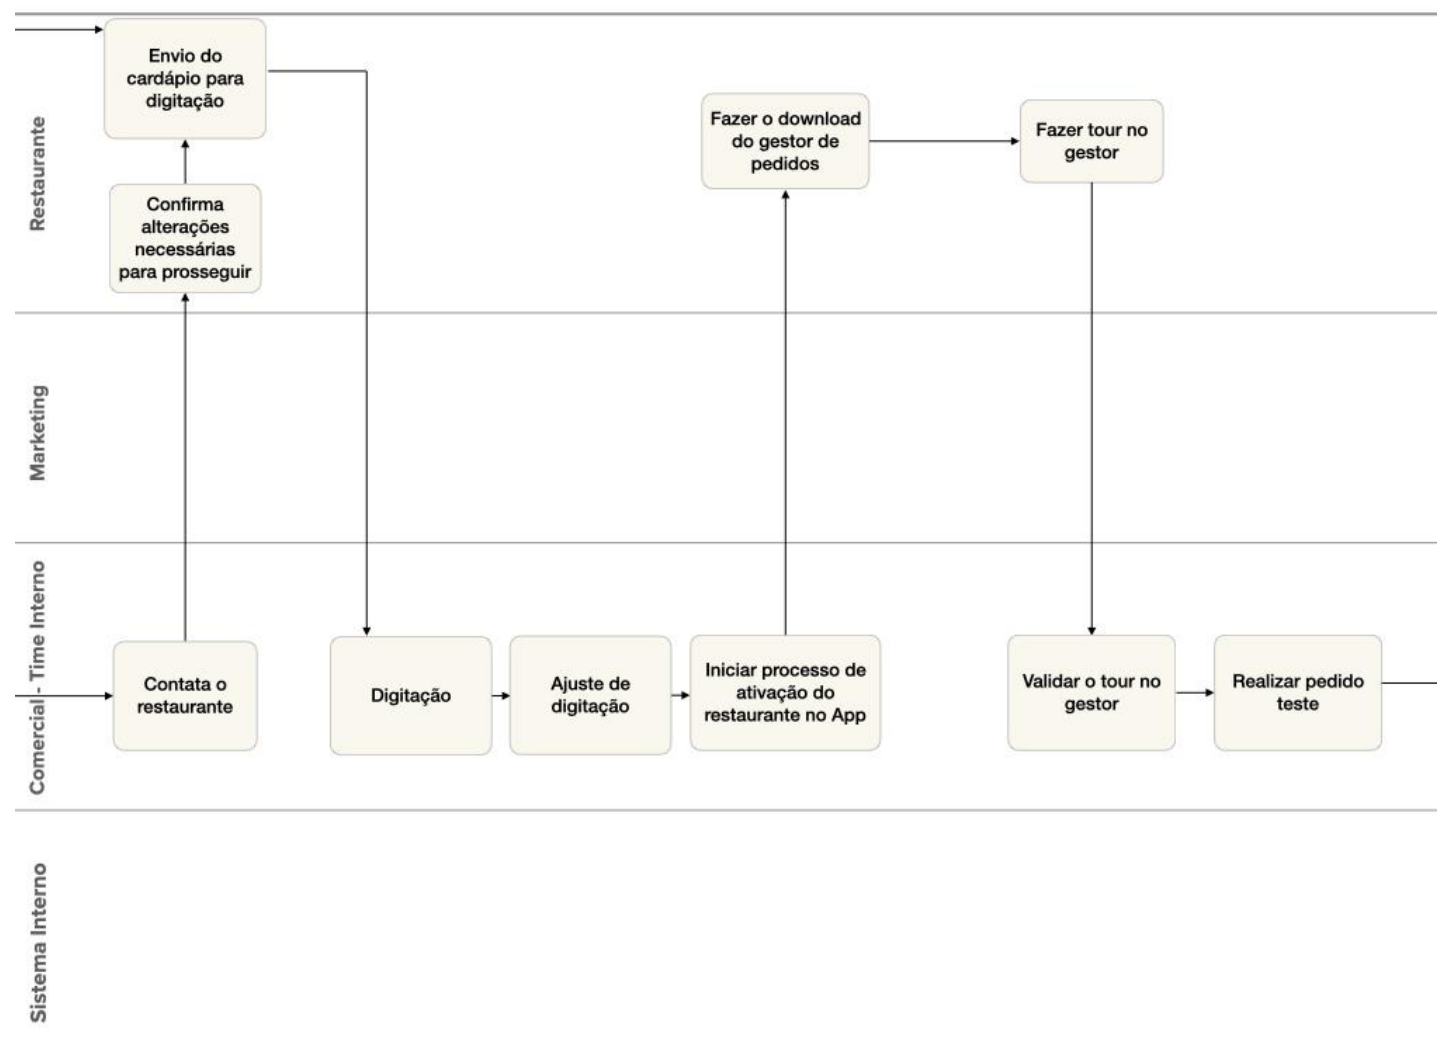 Restaurante
Envio do
cardápio para
digitação
Confirma
alterações
necessárias
para prosseguir
Fazer o download
do gestor de
pedidos
Fazer tour no
gestor
Marketing
Comercial - Time Interno
Contata o
restaurante
Digitação
Ajuste de
digitação
Iniciar processo de
ativação do
restaurante no App
Validar o tour no
gestor
Realizar pedido
teste
Sistema Interno